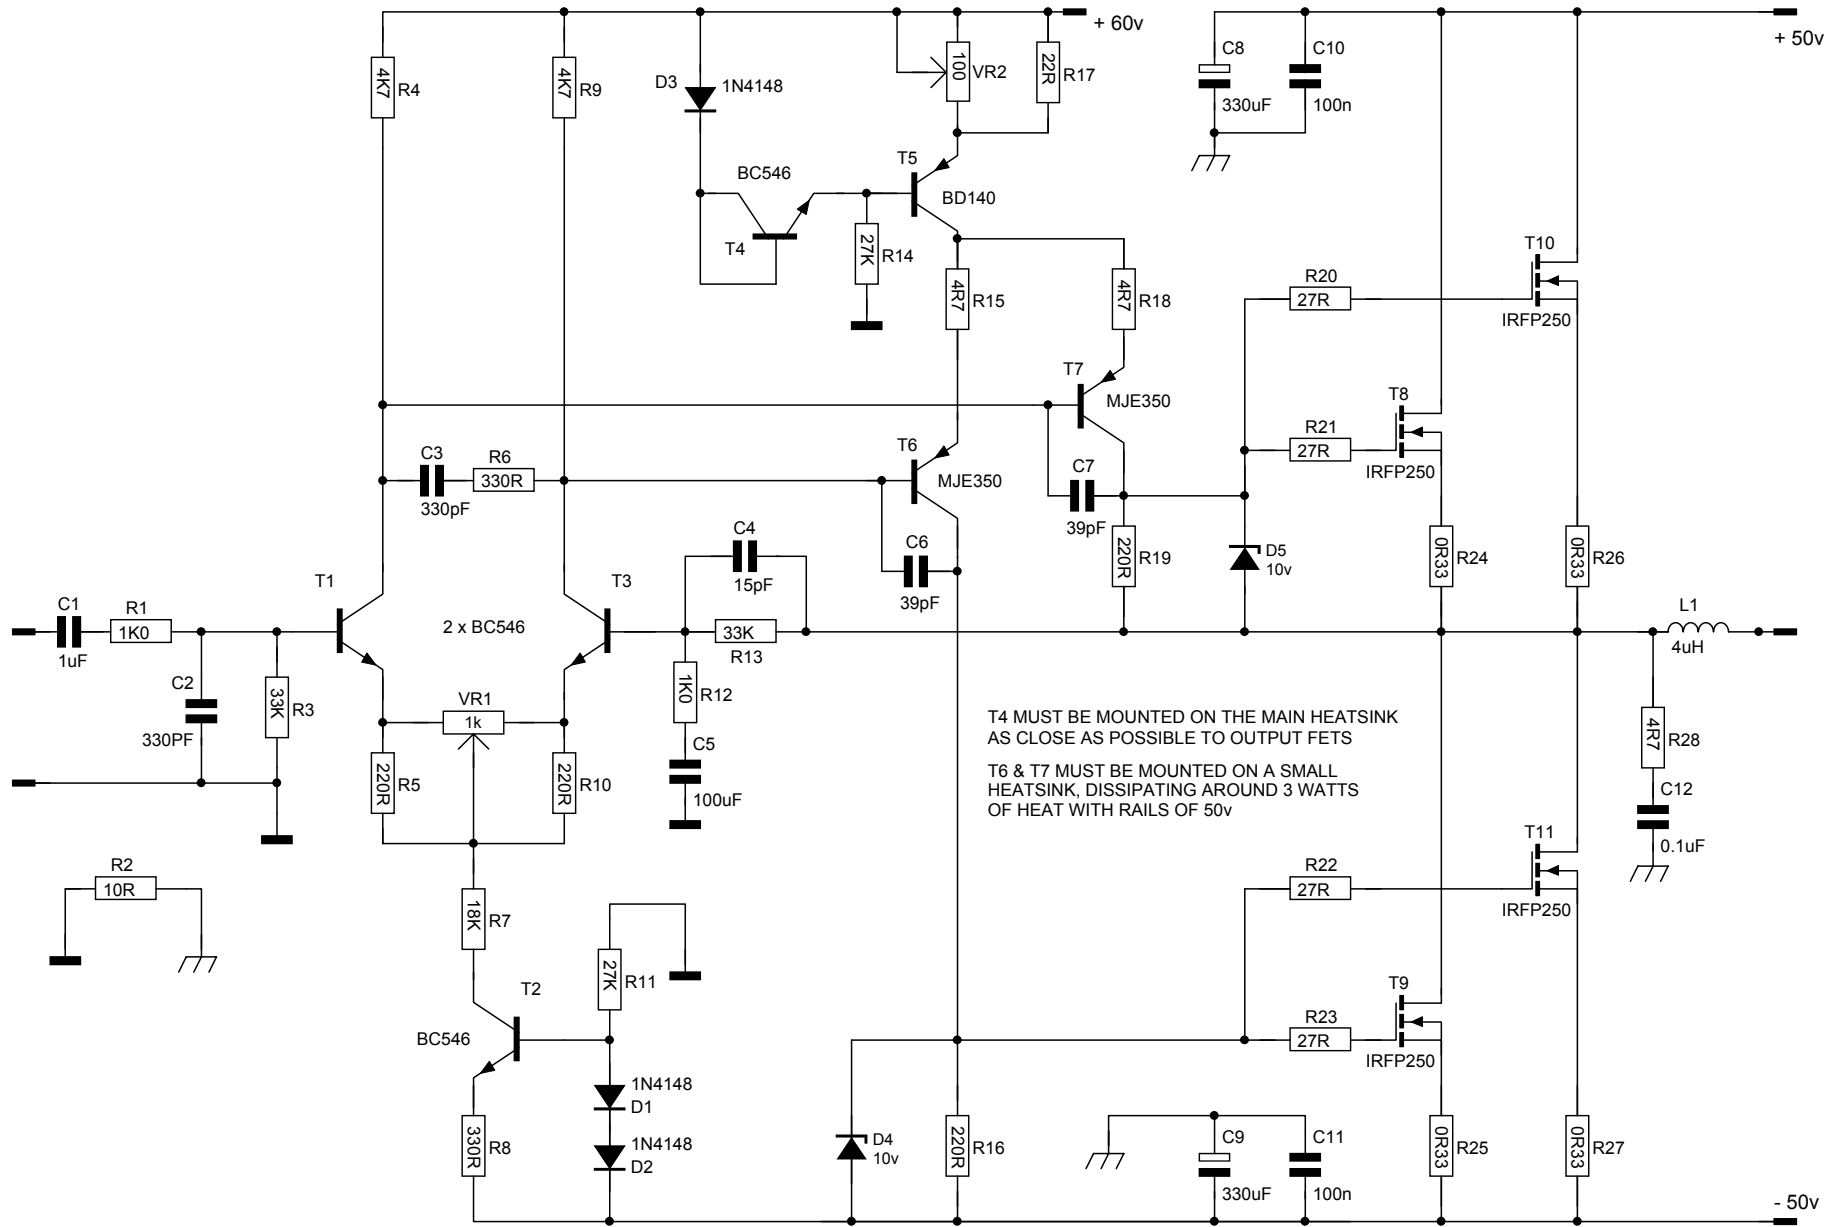 + 60v
+ 50v
4K7
R4
4K7
R9
D3
1N4148
100
VR2
22R
R17
C8
330uF
C10
100n
T5
BD140
BC546
T4
27K
R14
T10
IRFP250
4R7
R15
4R7
R18
R20
27R
T7
MJE350
T8
IRFP250
R21
27R
T6
MJE350
C3
330pF
R6
330R
C7
39pF
C4
15pF
C6
39pF
220R
R19
D5
10v
0R33
R24
0R33
R26
T1
T3
2 x BC546
C1
1uF
R1
1K0
33K
R13
L1
4uH
C2
330PF
33K
R3
VR1
1k
1K0
R12
T4 MUST BE MOUNTED ON THE MAIN HEATSINK
AS CLOSE AS POSSIBLE TO OUTPUT FETS
T6 & T7 MUST BE MOUNTED ON A SMALL
HEATSINK, DISSIPATING AROUND 3 WATTS
OF HEAT WITH RAILS OF 50v
4R7
R28
220R
R5
220R
R10
C5
100uF
C12
0.1uF
T11
IRFP250
R2
10R
R22
27R
18K
R7
27K
R11
T2
BC546
T9
IRFP250
R23
27R
1N4148
D1
1N4148
D2
330R
R8
D4
10v
220R
R16
C9
330uF
C11
100n
0R33
R25
0R33
R27
- 50v